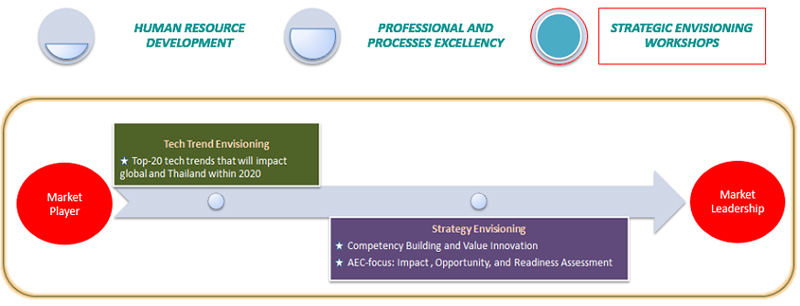 HUMAN RESOURCE
DEVELOPMENT
PROFESSIONAL AND
PROCESSES EXCELLENCY
STRATEGIC ENVISIONING
WORKSHOPS
Tech Trend Envisioning
★ Top-20 tech trends that will impact
global and Thailand within 2020
Market
Player
Market
Leadership
Strategy Envisioning
★ Competency Building and Value Innovation
★ AEC-focus: Impact, Opportunity, and Readiness Assessment